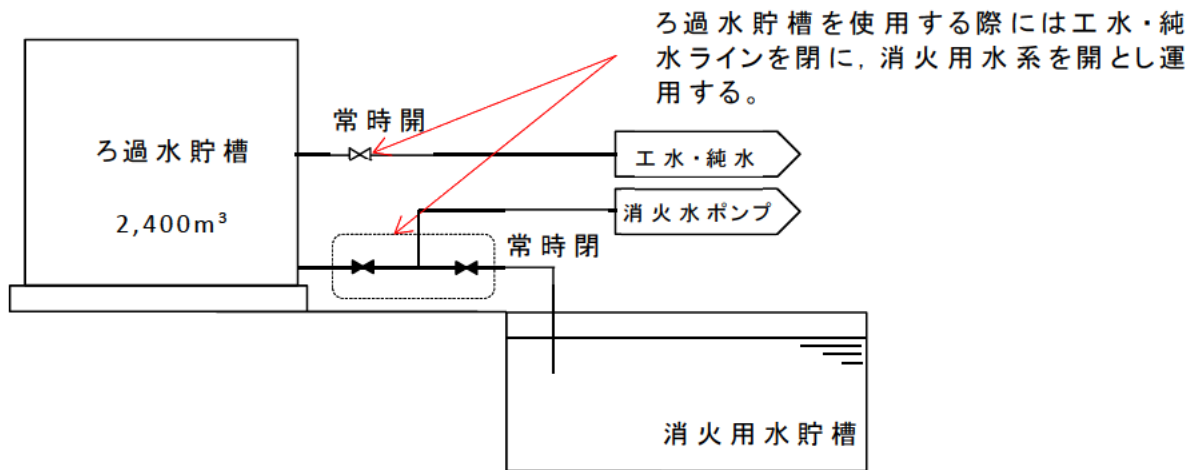 ろ過水貯槽を使用する際には工水・純
水ラインを閉に，消火用水系を開とし運
用する。
常時開
ろ過水貯槽
工水・純水
2,400m³
消火水ポンプ
常時閉
消火用水貯槽